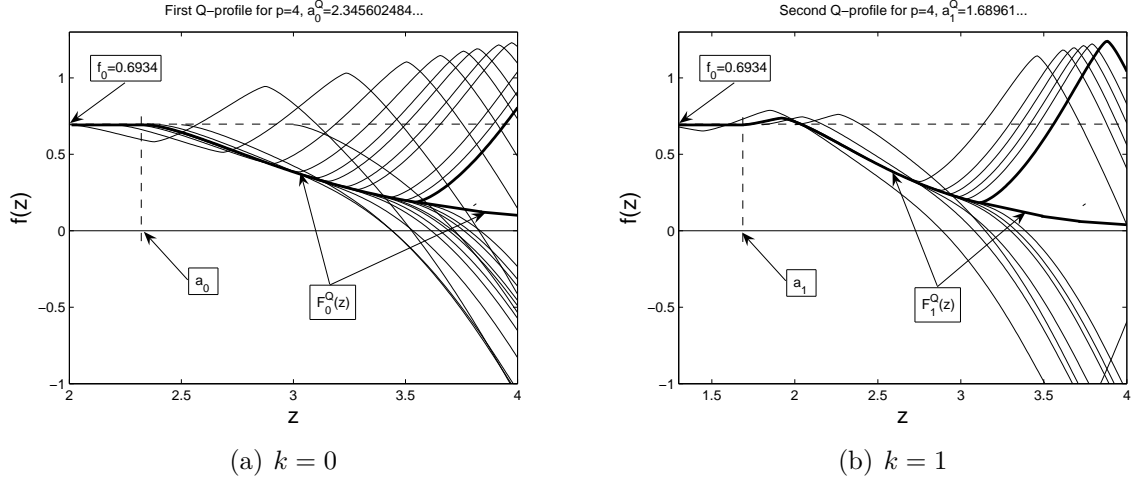 First Q−profile for p=4, a_0^Q=2.345602484...
f_0=0.6934
1
0.5
0
−0.5
−1
f(z)
a_0
F_0^Q(z)
2
2.5
3
3.5
4
z
(a) k = 0
Second Q−profile for p=4, a_1^Q=1.68961...
f_0=0.6934
1
0.5
0
−0.5
−1
f(z)
a_1
F_1^Q(z)
1.5
2
2.5
3
3.5
4
z
(b) k = 1